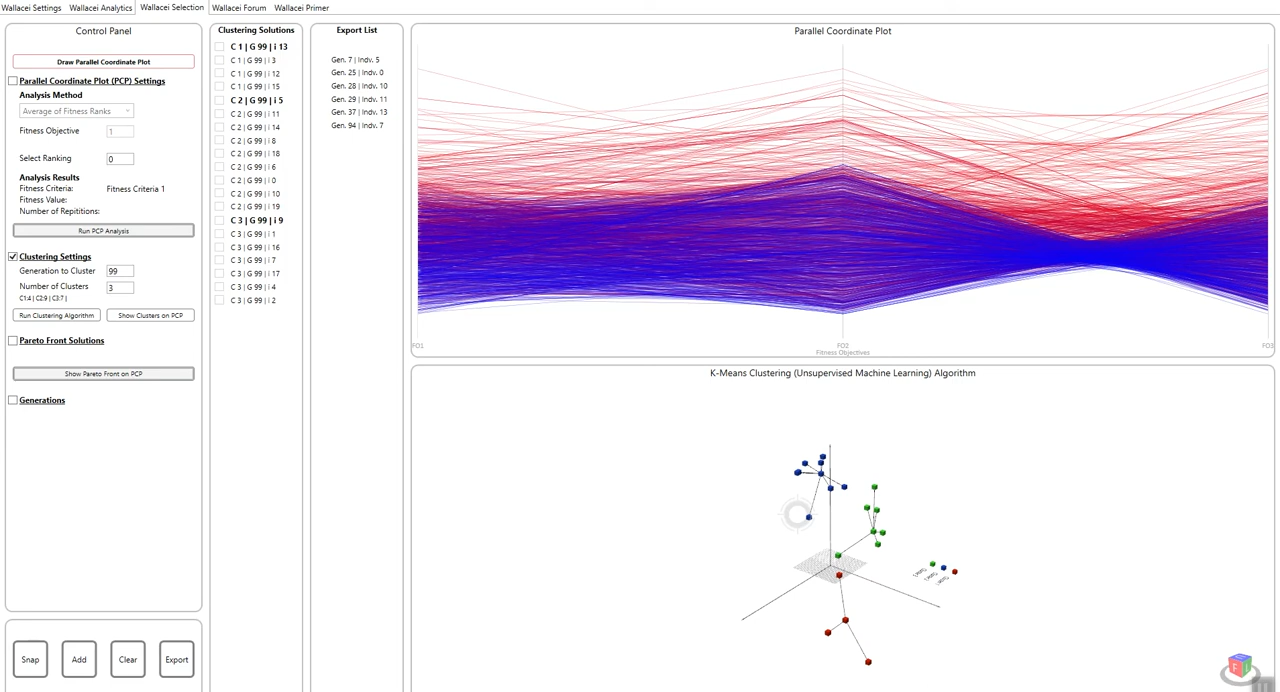 Wallacei Settings Wallacei Analytics Wallacei Selection Wallacei Forum Wallacei Primer
Control Panel
Draw Parallel Coordinate Plot
Parallel Coordinate Plot (PCP) Settings
Analysis Method
Average of Fitness Ranks
Fitness Objective 1
Select Ranking 0
Analysis Results
Fitness Criteria: Fitness Criteria 1
Fitness Value:
Number of Repititions:
Run PCP Analysis
Clustering Settings
Generation to Cluster 99
Number of Clusters 3
C1:4 | C2:9 | C3:7 |
Run Clustering Algorithm Show Clusters on PCP
Pareto Front Solutions
Show Pareto Front on PCP
Generations
Snap Add Clear Export
Clustering Solutions
C 1 | G 99 | i 13
C 1 | G 99 | i 3
C 1 | G 99 | i 12
C 1 | G 99 | i 15
C 2 | G 99 | i 5
C 2 | G 99 | i 11
C 2 | G 99 | i 14
C 2 | G 99 | i 8
C 2 | G 99 | i 18
C 2 | G 99 | i 6
C 2 | G 99 | i 0
C 2 | G 99 | i 10
C 2 | G 99 | i 19
C 3 | G 99 | i 9
C 3 | G 99 | i 1
C 3 | G 99 | i 16
C 3 | G 99 | i 7
C 3 | G 99 | i 17
C 3 | G 99 | i 4
C 3 | G 99 | i 2
Export List
Gen. 7 | Indv. 5
Gen. 25 | Indv. 0
Gen. 28 | Indv. 10
Gen. 29 | Indv. 11
Gen. 37 | Indv. 13
Gen. 94 | Indv. 7
Parallel Coordinate Plot
FO1 FO2 FO3
Fitness Objectives
K-Means Clustering (Unsupervised Machine Learning) Algorithm